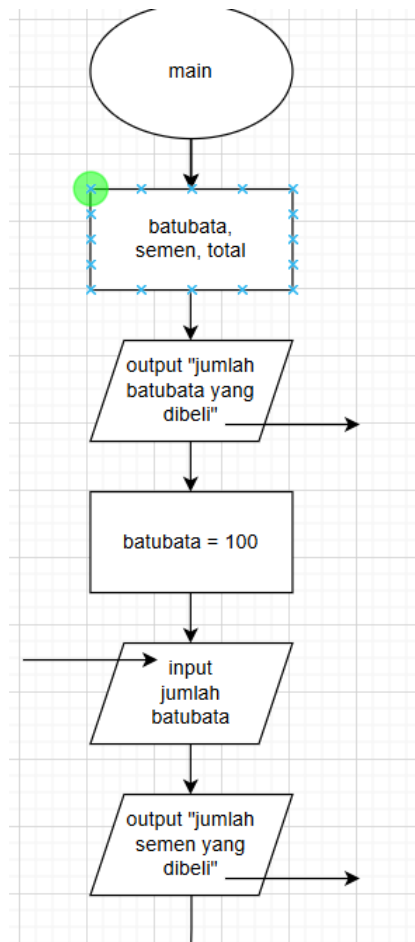 main
batubata,
semen, total
output "jumlah
batubata yang
dibeli"
batubata = 100
input
jumlah
batubata
output "jumlah
semen yang
dibeli"